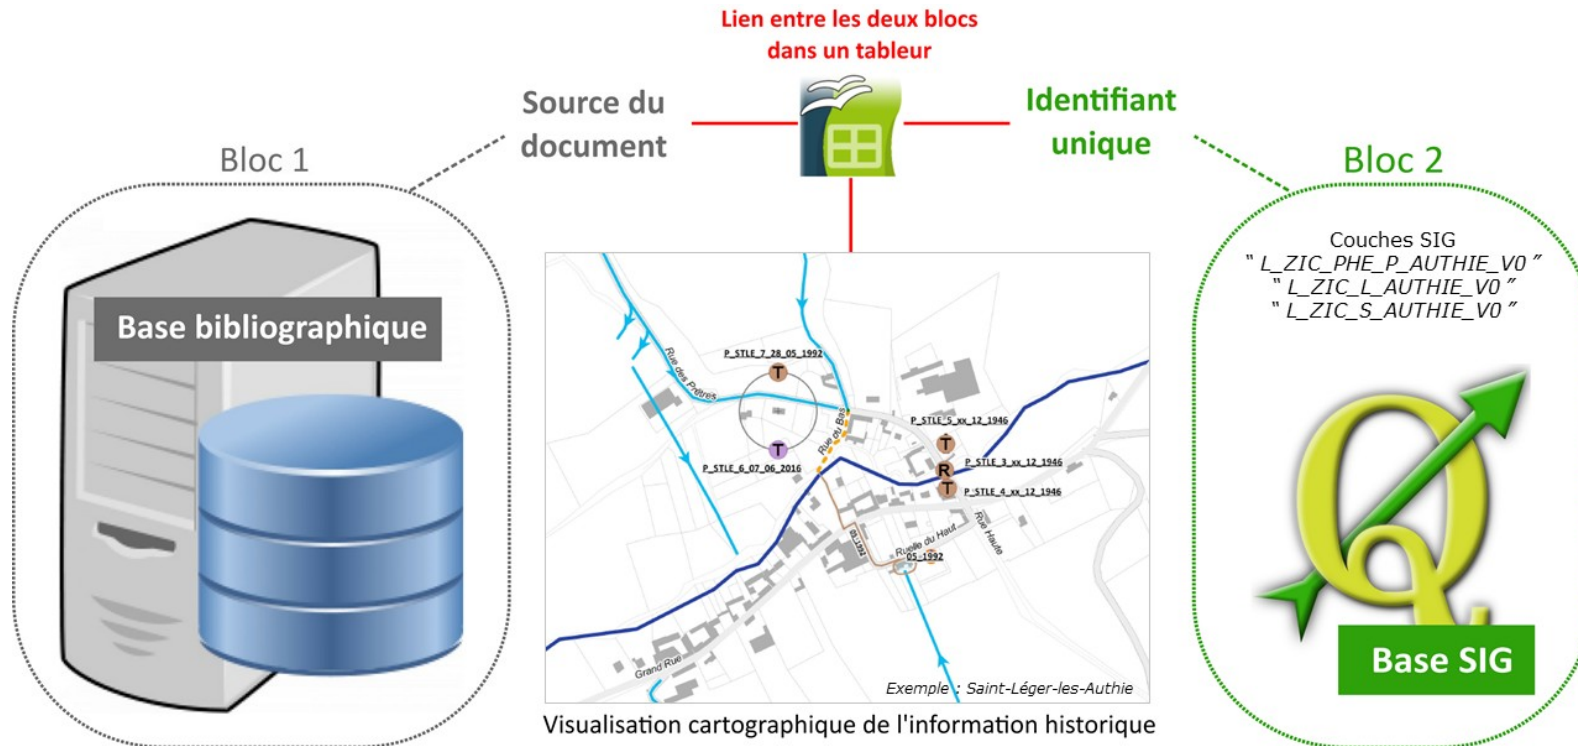 Lien entre les deux blocs
dans un tableur
Source du
document
Identifiant
unique
Bloc 1
Base bibliographique
Bloc 2
Couches SIG
" L_ZIC_PHE_P_AUTHIE_V0 "
" L_ZIC_L_AUTHIE_V0 "
" L_ZIC_S_AUTHIE_V0 "
Base SIG
P_STLE_7_28_05_1992
T
Rue des Prêtres
Rue du Bas
T
P_STLE_6_07_06_2016
P_STLE_5_xx_12_1946
T
P_STLE_3_xx_12_1946
R
T
P_STLE_4_xx_12_1946
05_1992
Ruelle du Haut
Rue Haute
05_1992
Grand Rue
Exemple : Saint-Léger-les-Authie
Visualisation cartographique de l'information historique